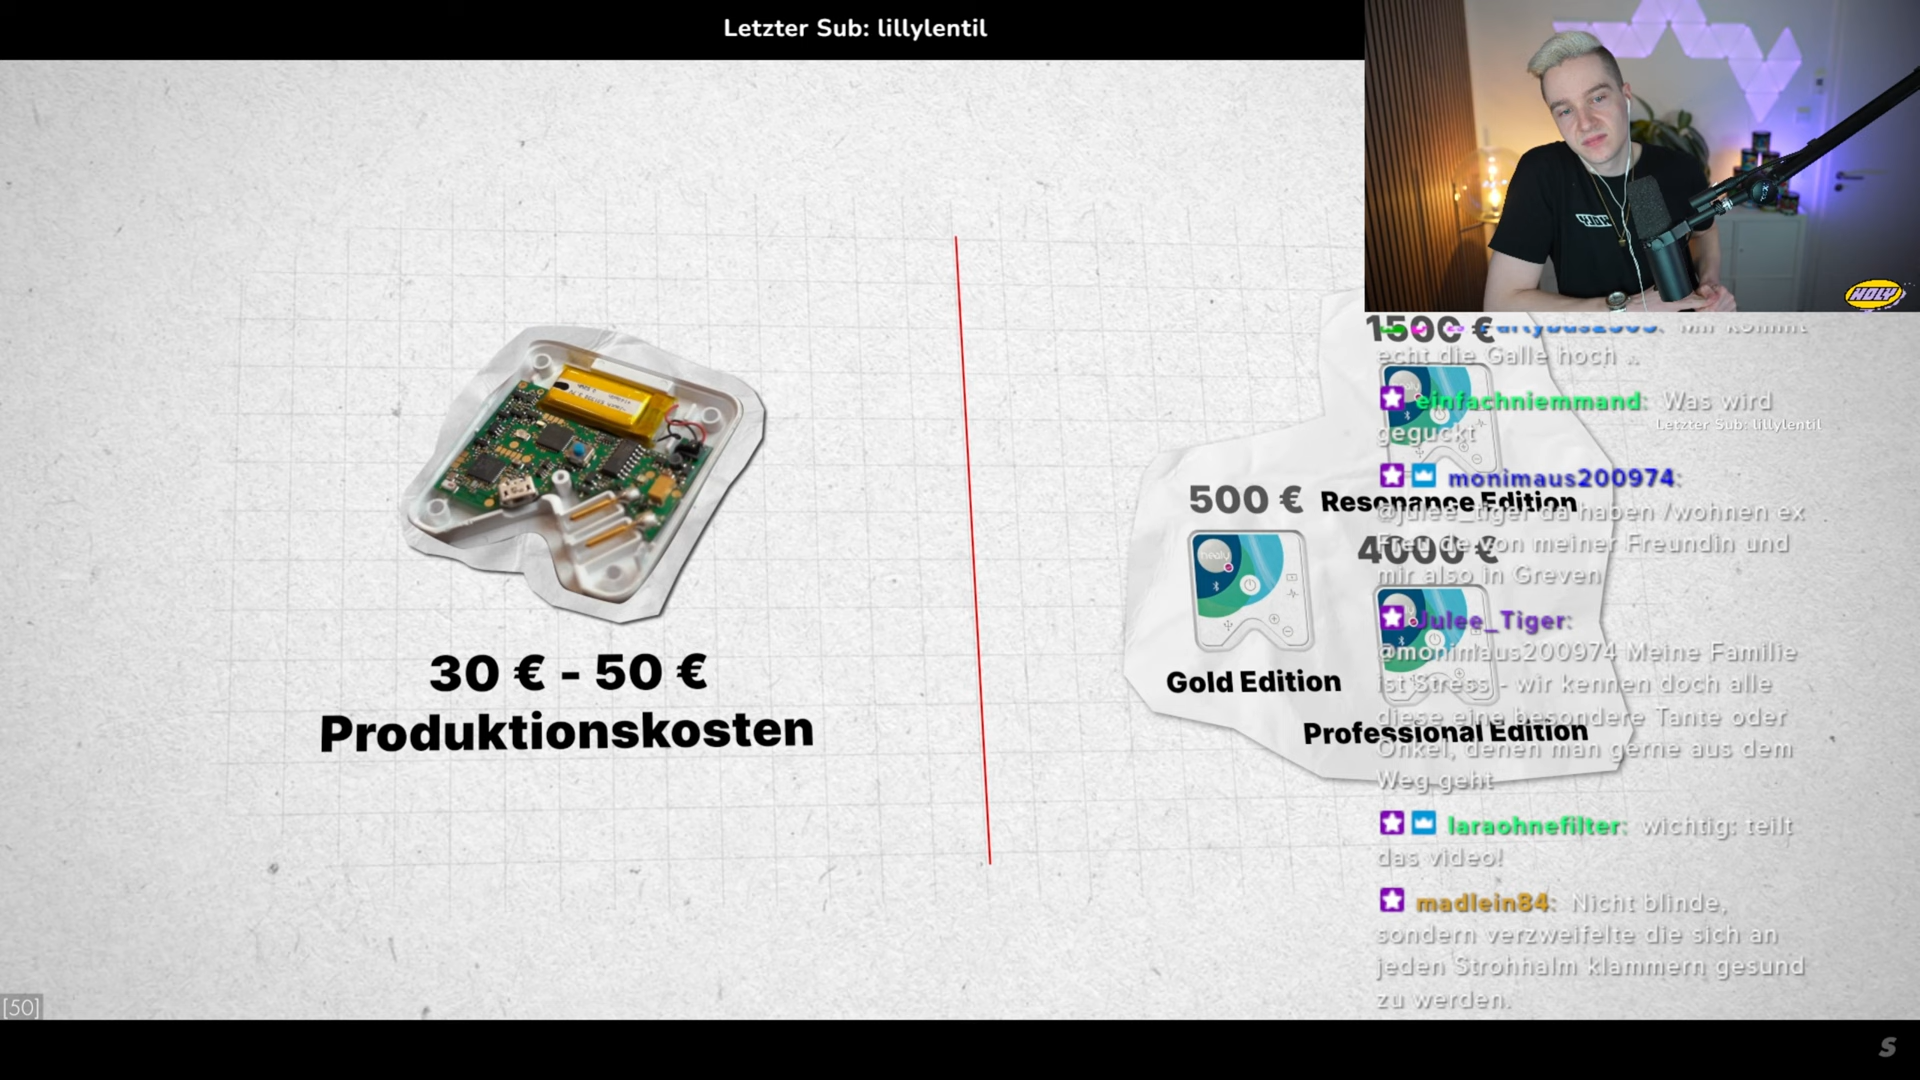 Letzter Sub: lillylentil
HOLY
1500 €
echt die Galle hoch ..
einfachniemmand: Was wird
geguckt
Letzter Sub: lillylentil
monimaus200974:
500 €
Resonance Edition
@julee_tiger da haben /wohnen ex
von meiner Freundin und
4000 €
mir also in Greven
healy
Julee_Tiger:
@monimaus200974 Meine Familie
ist Stress - wir kennen doch alle
Gold Edition
diese eine besondere Tante oder
Professional Edition
Onkel, denen man gerne aus dem
Weg geht
30 € - 50 €
Produktionskosten
laraohnefilter: wichtig: teilt
das video!
madlein84: Nicht blinde,
sondern verzweifelte die sich an
jeden Strohhalm klammern gesund
zu werden.
[50]
S